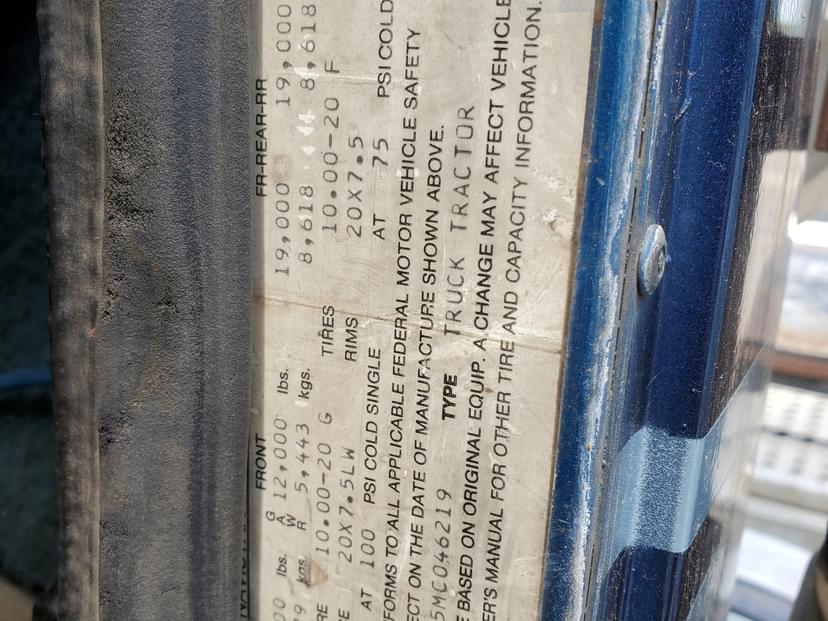 FRONT FR-REAR-RR
00 lbs. G A W R 12,000 lbs. 19,000 19,000
9 kgs. 5,443 kgs. 8,618 8,618
RE 10.00-20 G TIRES 10.00-20 F
20X7.5LW RIMS 20X7.5
AT 100 PSI COLD SINGLE AT 75 PSI COLD
FORMS TO ALL APPLICABLE FEDERAL MOTOR VEHICLE SAFETY
ECT ON THE DATE OF MANUFACTURE SHOWN ABOVE.
5MC046219 TYPE TRUCK TRACTOR
E BASED ON ORIGINAL EQUIP. A CHANGE MAY AFFECT VEHICLE
ER'S MANUAL FOR OTHER TIRE AND CAPACITY INFORMATION.